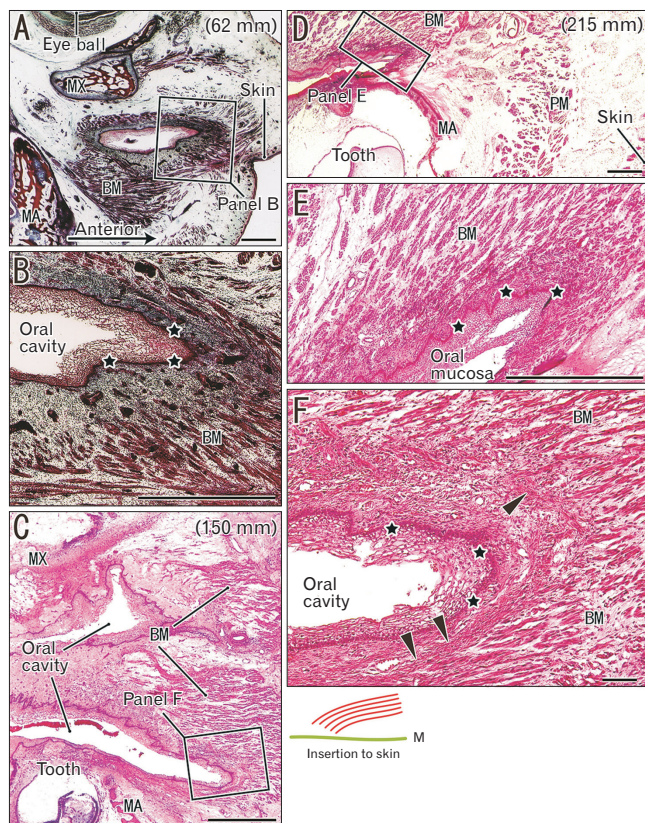 A
(62 mm)
Eye ball
MX
Skin
BM
Panel B
MA
Anterior
B
Oral
cavity
BM
C
(150 mm)
MX
BM
Oral
cavity
Panel F
Tooth
MA
D
BM
(215 mm)
Panel E
PM
MA
Skin
Tooth
E
BM
Oral
mucosa
F
BM
Oral
cavity
BM
M
Insertion to skin